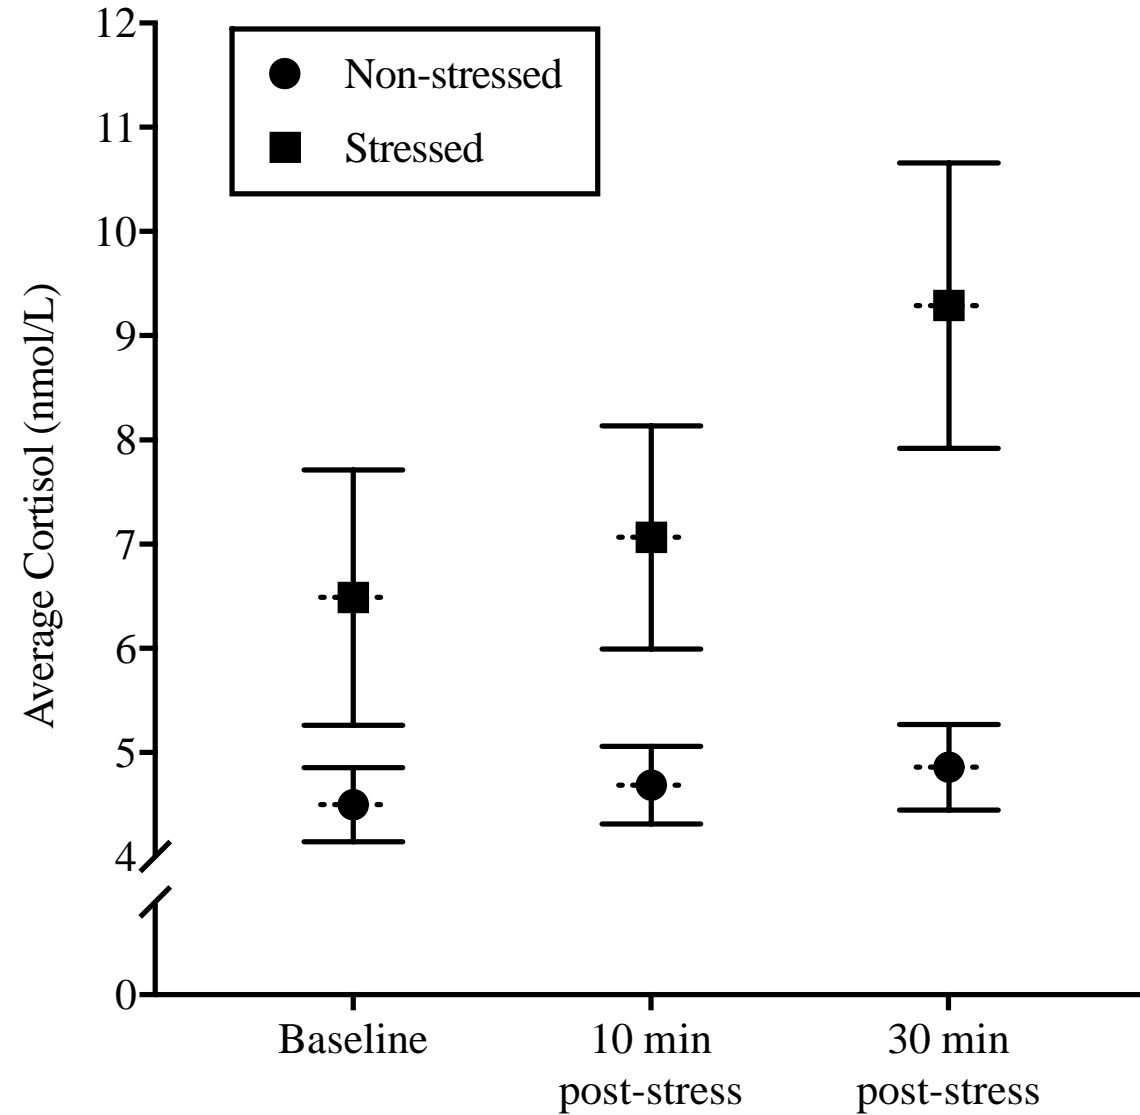 Average Cortisol (nmol/L)
12
11
10
9
8
7
6
5
4
0
Non-stressed
Stressed
Baseline
10 min
post-stress
30 min
post-stress